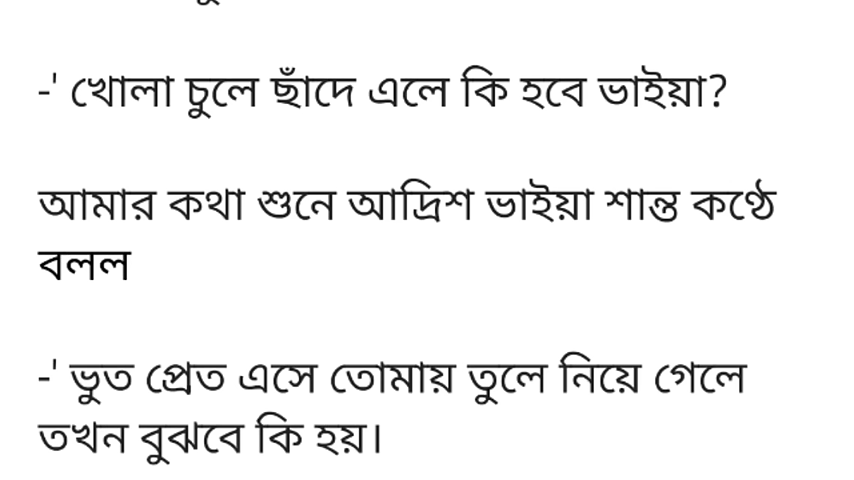 -' খোলা চুলে ছাঁদে এলে কি হবে ভাইয়া?
আমার কথা শুনে আদ্রিশ ভাইয়া শান্ত কণ্ঠে
বলল
-' ভুত প্রেত এসে তোমায় তুলে নিয়ে গেলে
তখন বুঝবে কি হয়।